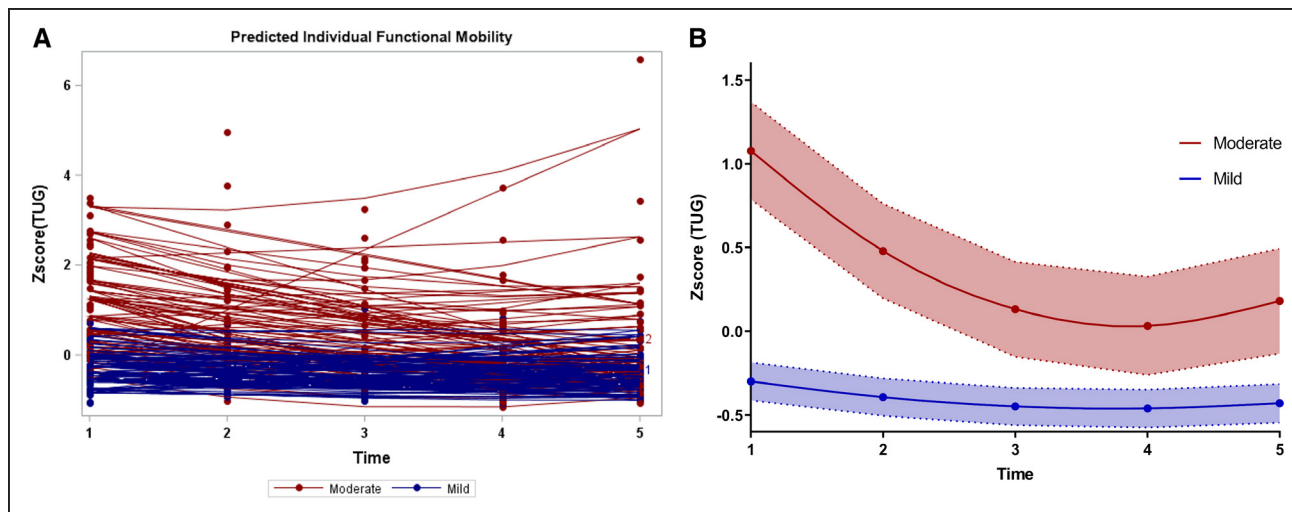 A
Predicted Individual Functional Mobility
Zscore(TUG)
6
4
2
0
2
1
1 2 3 4 5
Time
Moderate Mild
B
Zscore (TUG)
1.5
1.0
0.5
0.0
-0.5
Moderate
Mild
1 2 3 4 5
Time